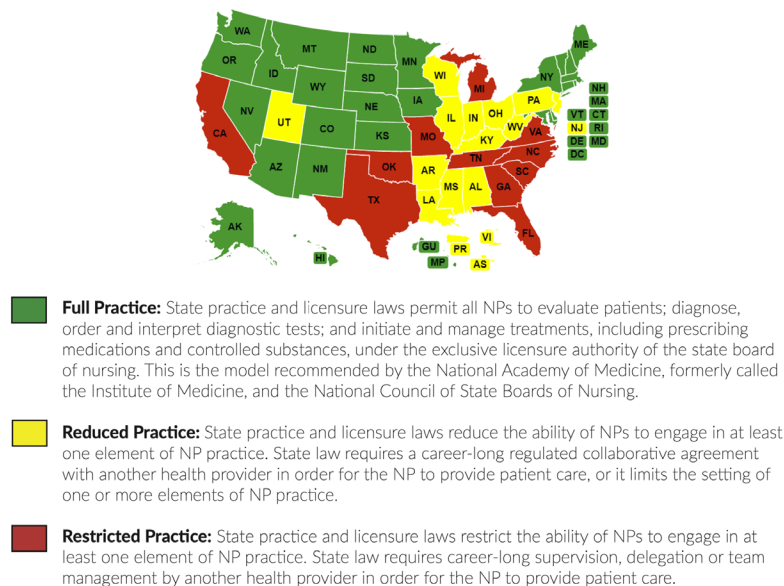 WA
ME
MT
ND
OR
MN
ID
SD
WI
NY
WY
MI
NH
IA
PA
MA
NE
NV
OH
VT
CT
UT
IL
IN
NJ
RI
CO
WV
VA
DE
MD
CA
KS
MO
KY
DC
NC
TN
OK
AZ
NM
AR
SC
MS
AL
GA
TX
LA
AK
FL
VI
GU
PR
HI
MP
AS
Full Practice: State practice and licensure laws permit all NPs to evaluate patients; diagnose,
order and interpret diagnostic tests; and initiate and manage treatments, including prescribing
medications and controlled substances, under the exclusive licensure authority of the state board
of nursing. This is the model recommended by the National Academy of Medicine, formerly called
the Institute of Medicine, and the National Council of State Boards of Nursing.
Reduced Practice: State practice and licensure laws reduce the ability of NPs to engage in at least
one element of NP practice. State law requires a career-long regulated collaborative agreement
with another health provider in order for the NP to provide patient care, or it limits the setting of
one or more elements of NP practice.
Restricted Practice: State practice and licensure laws restrict the ability of NPs to engage in at
least one element of NP practice. State law requires career-long supervision, delegation or team
management by another health provider in order for the NP to provide patient care.